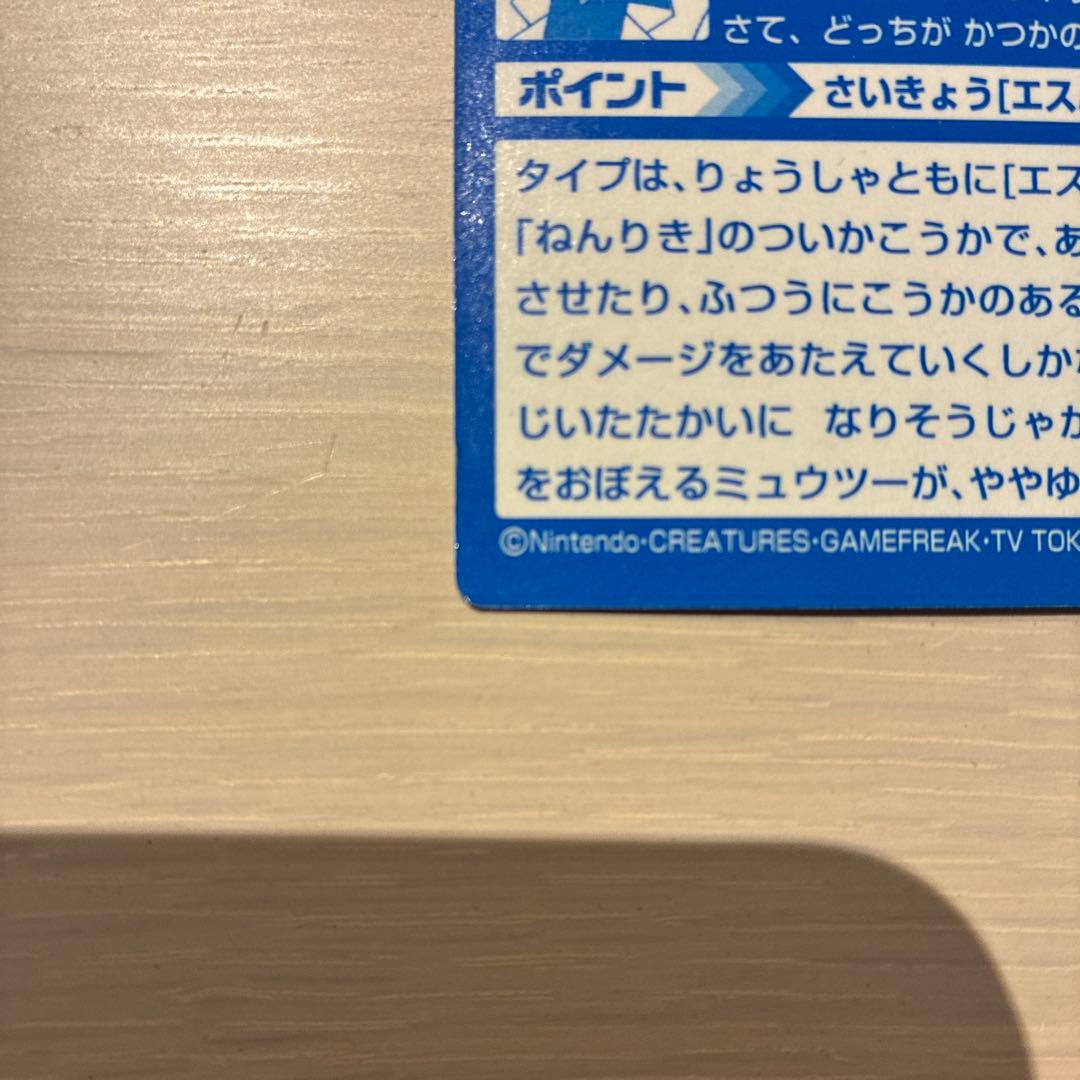 さて、どっちが かつかの
ポイント さいきょう[エス
タイプは、りょうしゃともに[エス
「ねんりき」のついかこうかで、あ
させたり、ふつうにこうかのある
でダメージをあたえていくしか
じいたたかいに なりそうじゃが
をおぼえるミュウツーが、ややゆ
©Nintendo・CREATURES・GAMEFREAK・TV TOK